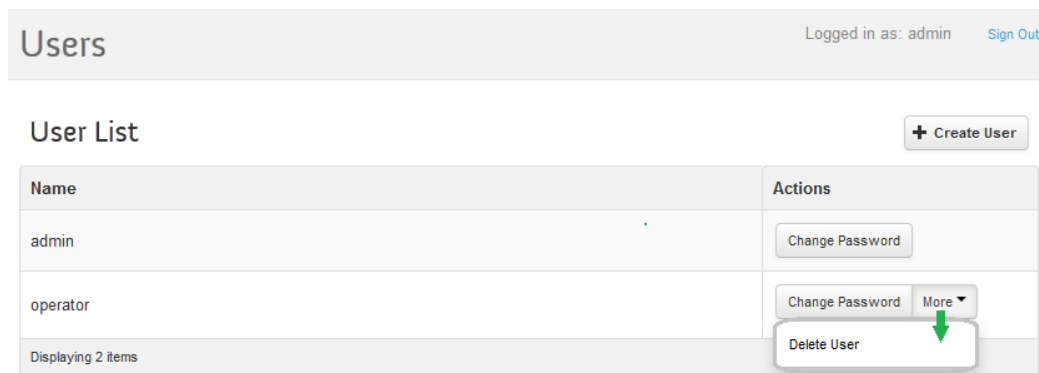 Users
Logged in as: admin Sign Out
User List
+ Create User
Name Actions
admin Change Password
operator Change Password More
Delete User
Displaying 2 items